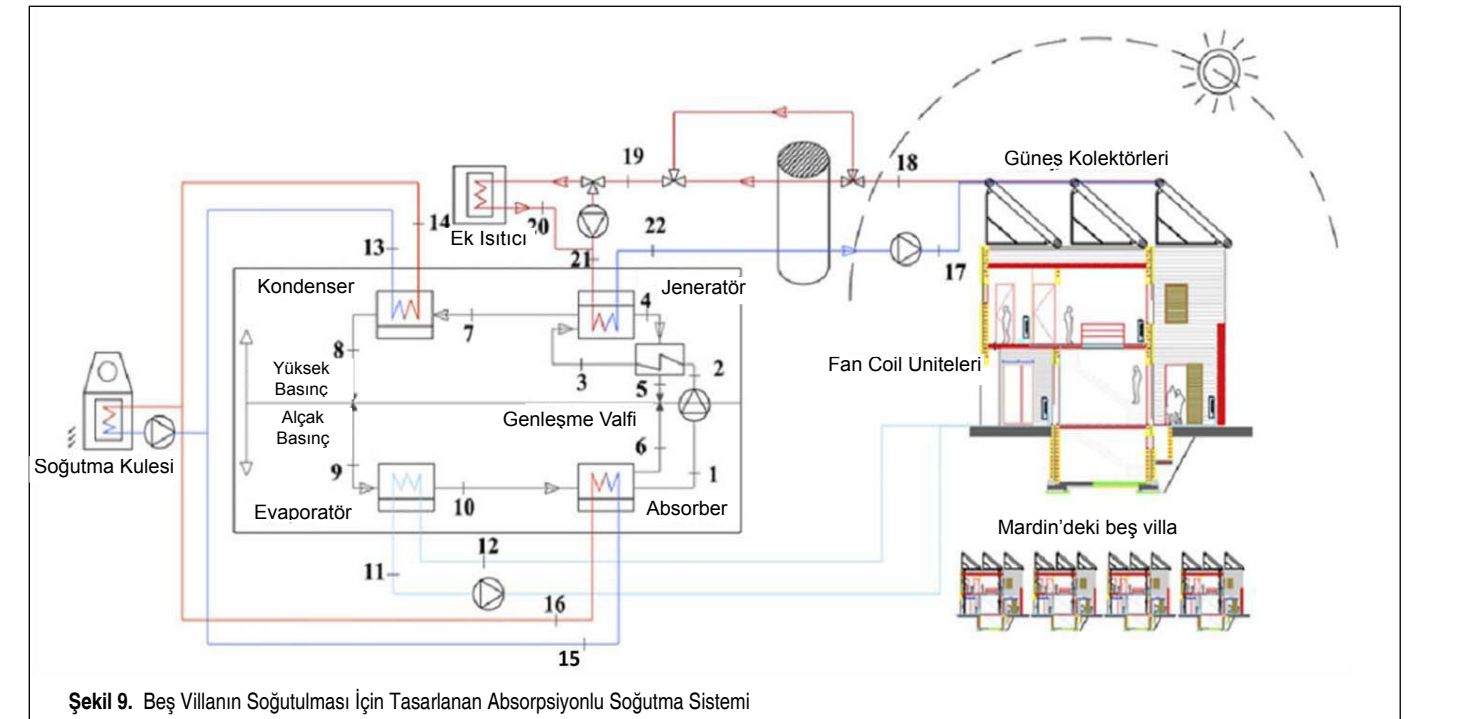 Güneş Kolektörleri
19
18
14
20
Ek Isıtıcı
22
13
21
17
Kondenser
Jeneratör
4
7
8
Yüksek
Basınç
3
5
2
Fan Coil Üniteleri
Alçak
Basınç
Genleşme Valfi
Soğutma Kulesi
6
9
1
10
Evaporatör
Absorber
Mardin’deki beş villa
12
11
16
15
Şekil 9. Beş Villanın Soğutulması İçin Tasarlanan Absorpsiyonlu Soğutma Sistemi